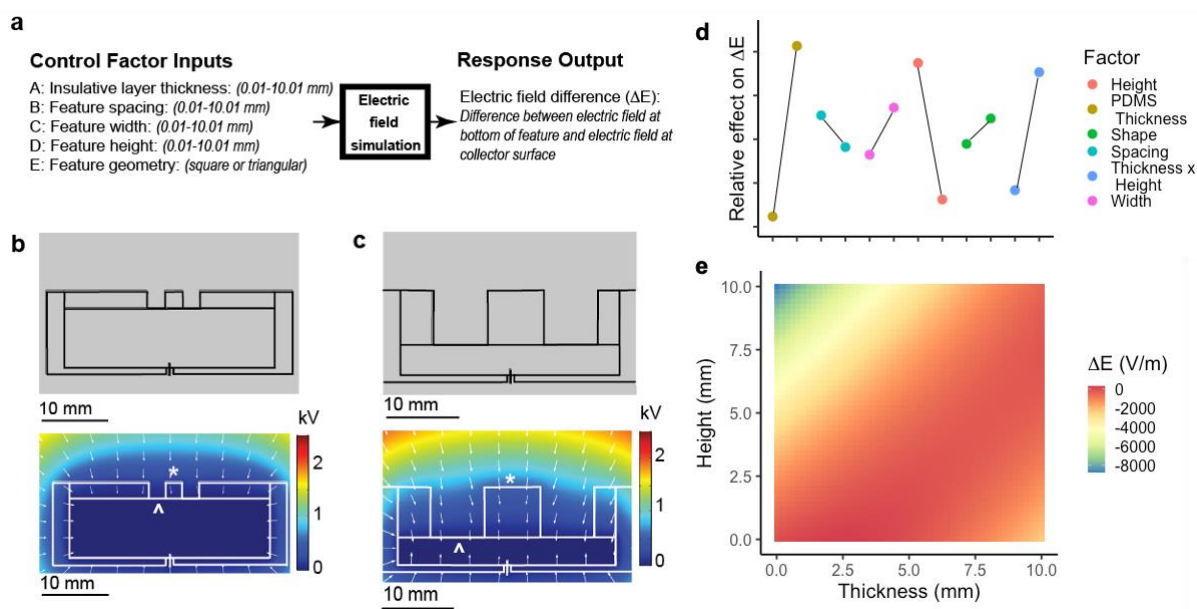 a
Control Factor Inputs
A: Insulative layer thickness: (0.01-10.01 mm)
B: Feature spacing: (0.01-10.01 mm)
C: Feature width: (0.01-10.01 mm)
D: Feature height: (0.01-10.01 mm)
E: Feature geometry: (square or triangular)
Electric
field
simulation
Response Output
Electric field difference (ΔE):
Difference between electric field at
bottom of feature and electric field at
collector surface
b
10 mm
kV
2
1
0
*
^
10 mm
c
10 mm
kV
2
1
0
*
^
10 mm
d
Relative effect on ΔE
Factor
Height
PDMS
Thickness
Shape
Spacing
Thickness x
Height
Width
e
Height (mm)
10.0
7.5
5.0
2.5
0.0
0.0 2.5 5.0 7.5 10.0
Thickness (mm)
ΔE (V/m)
0
-2000
-4000
-6000
-8000